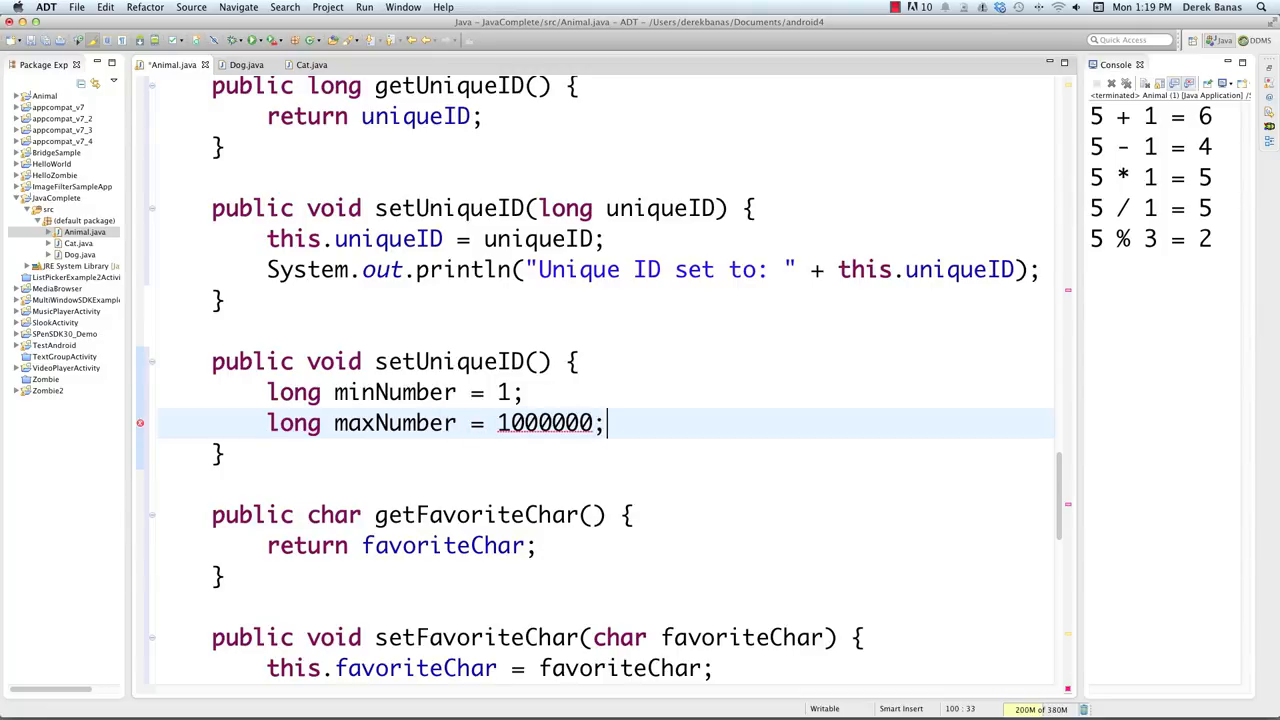 ADT File Edit Refactor Source Navigate Search Project Run Window Help 10 Mon 1:19 PM Derek Banas
Java – JavaComplete/src/Animal.java – ADT – /Users/derekbanas/Documents/android4
Quick Access Java DDMS
Package Exp
Animal
appcompat_v7
appcompat_v7_2
appcompat_v7_3
appcompat_v7_4
BridgeSample
HelloWorld
HelloZombie
ImageFilterSampleApp
JavaComplete
src
(default package)
Animal.java
Cat.java
Dog.java
JRE System Library [Ja
ListPickerExample2Activi
MediaBrowser
MultiWindowSDKExample
MusicPlayerActivity
SlookActivity
SPenSDK30_Demo
TestAndroid
TextGroupActivity
VideoPlayerActivity
Zombie
Zombie2
*Animal.java Dog.java Cat.java
public long getUniqueID() {
return uniqueID;
}
public void setUniqueID(long uniqueID) {
this.uniqueID = uniqueID;
System.out.println("Unique ID set to: " + this.uniqueID);
}
public void setUniqueID() {
long minNumber = 1;
long maxNumber = 1000000;
}
public char getFavoriteChar() {
return favoriteChar;
}
public void setFavoriteChar(char favoriteChar) {
this.favoriteChar = favoriteChar;
Console
<terminated> Animal (1) [Java Application] /S
5 + 1 = 6
5 - 1 = 4
5 * 1 = 5
5 / 1 = 5
5 % 3 = 2
Writable Smart Insert 100 : 33 200M of 380M